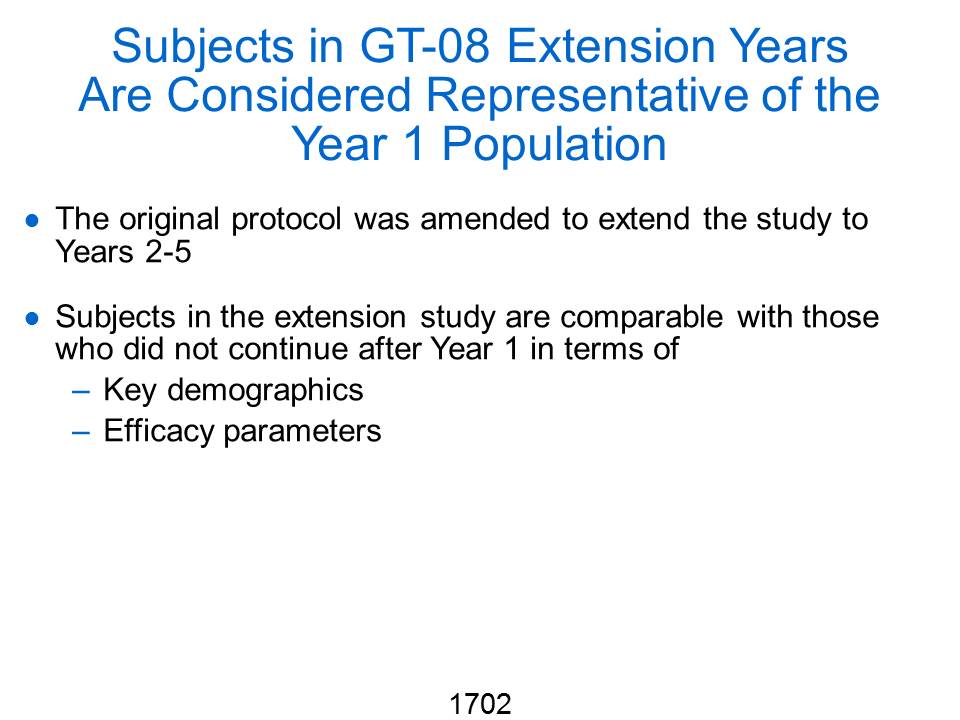 Subjects in GT-08 Extension Years
Are Considered Representative of the
Year 1 Population
● The original protocol was amended to extend the study to
Years 2-5
● Subjects in the extension study are comparable with those
who did not continue after Year 1 in terms of
– Key demographics
– Efficacy parameters
1702